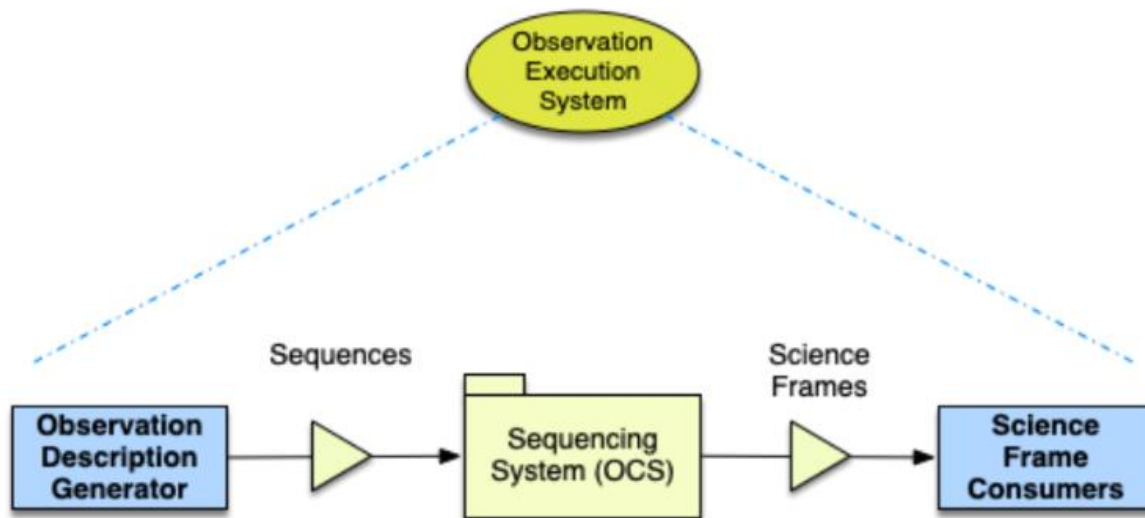 Observation
Execution
System
Sequences
Science
Frames
Observation
Description
Generator
Sequencing
System (OCS)
Science
Frame
Consumers